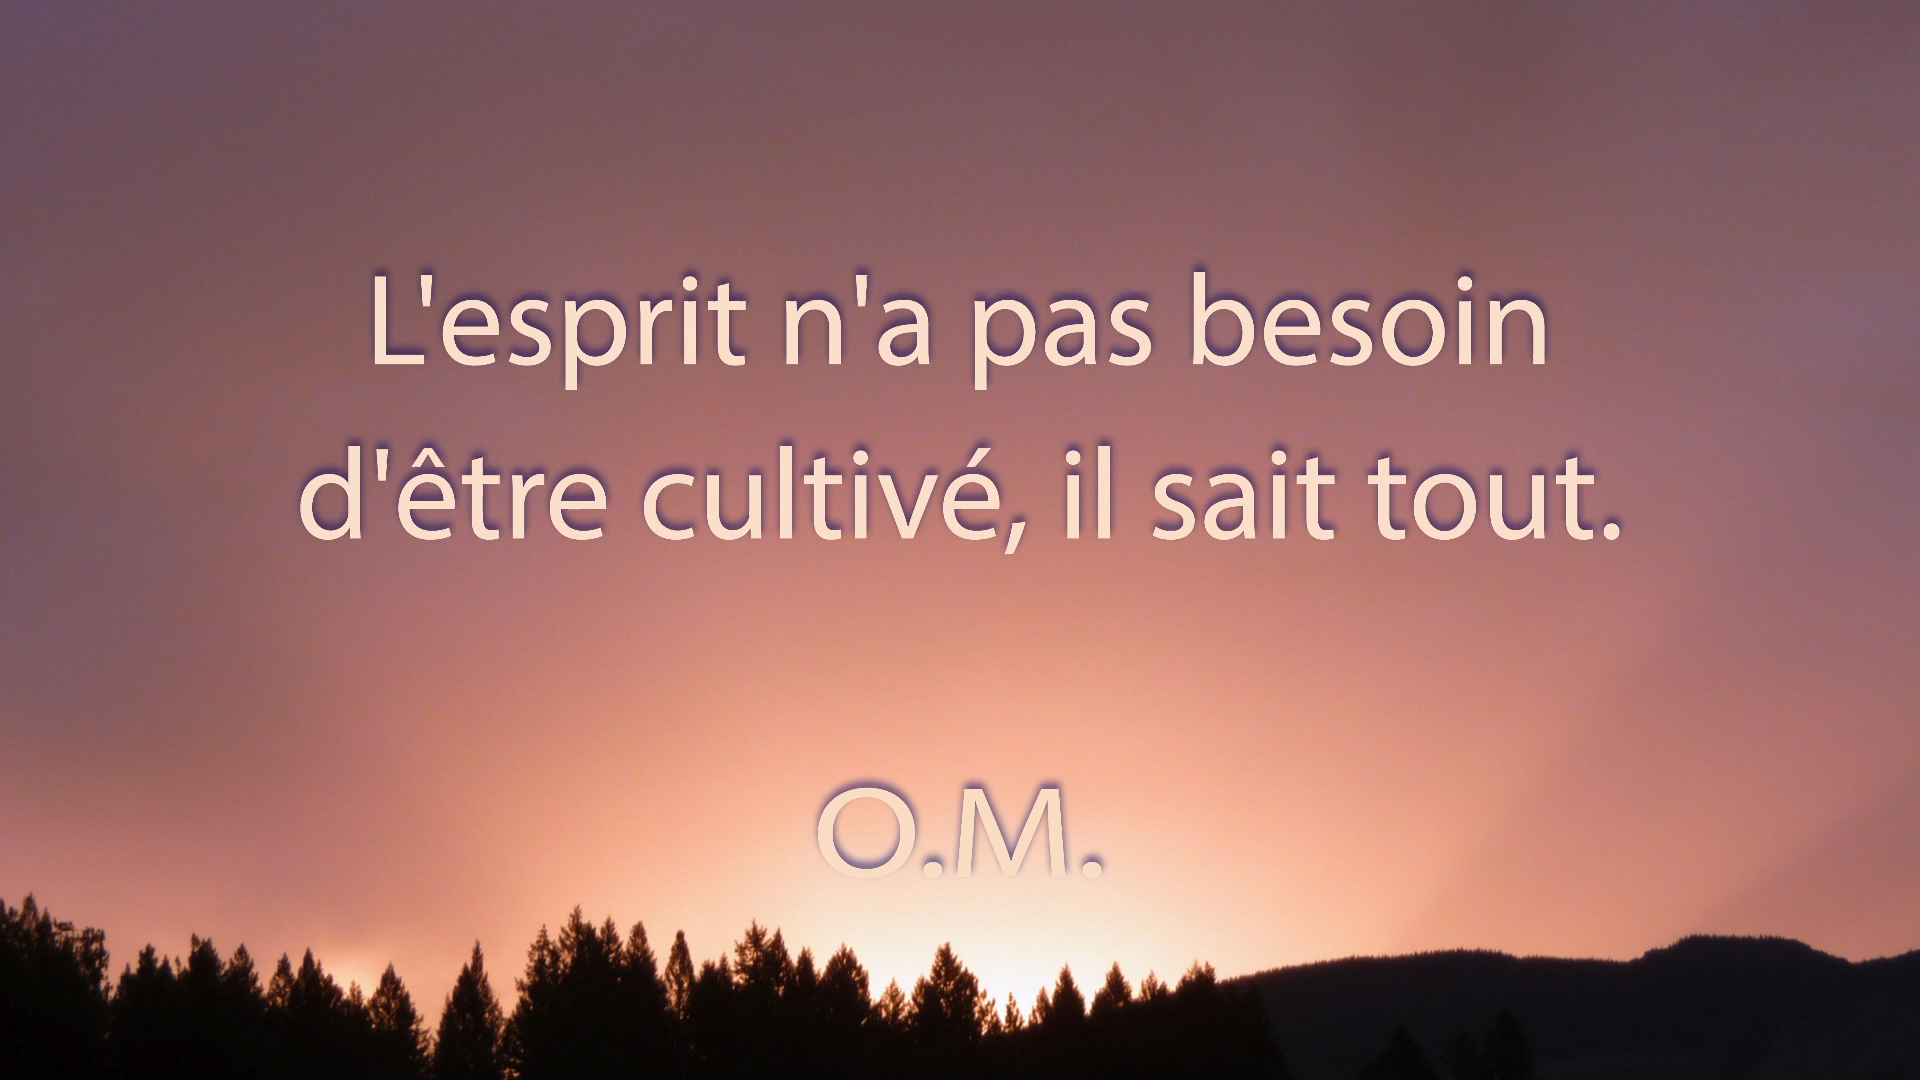 L'esprit n'a pas besoin
d'être cultivé, il sait tout.
O.M.